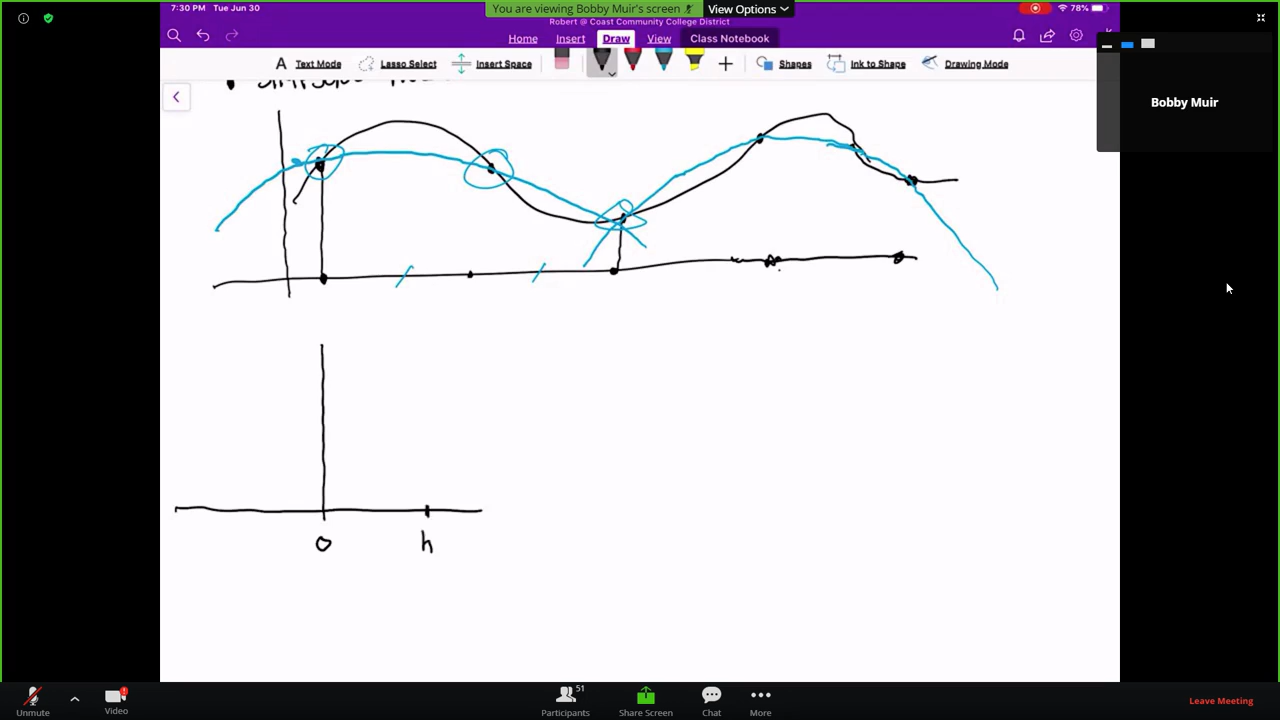 7:30 PM Tue Jun 30
You are viewing Bobby Muir's screen
View Options
78%
Robert @ Coast Community College District
Home Insert Draw View Class Notebook
Text Mode Lasso Select Insert Space Shapes Ink to Shape Drawing Mode
Bobby Muir
0 h
Unmute Video Participants 51 Share Screen Chat More Leave Meeting